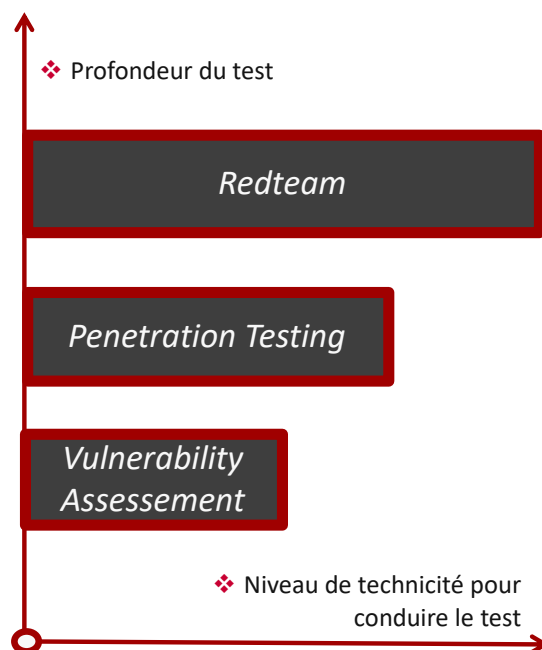 ❖ Profondeur du test
Redteam
Penetration Testing
Vulnerability
Assessement
❖ Niveau de technicité pour
conduire le test